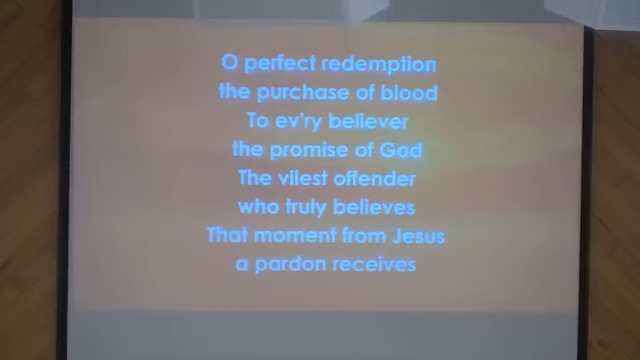 O perfect redemption
the purchase of blood
To ev'ry believer
the promise of God
The vilest offender
who truly believes
That moment from Jesus
a pardon receives